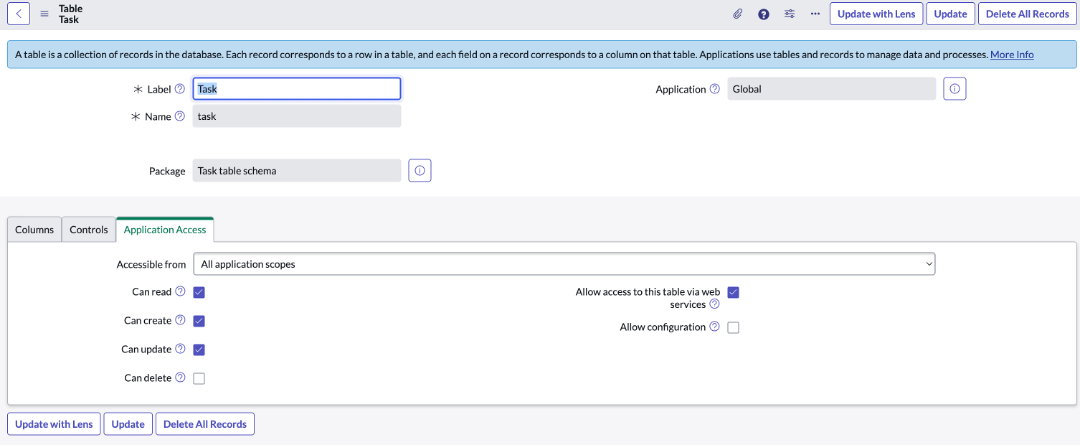 Table
Task
Update with Lens
Update
Delete All Records
A table is a collection of records in the database. Each record corresponds to a row in a table, and each field on a record corresponds to a column on that table. Applications use tables and records to manage data and processes. More Info
Label
Task
Application
Global
Name
task
Package
Task table schema
Columns
Controls
Application Access
Accessible from
All application scopes
Can read
Allow access to this table via web
services
Can create
Allow configuration
Can update
Can delete
Update with Lens
Update
Delete All Records